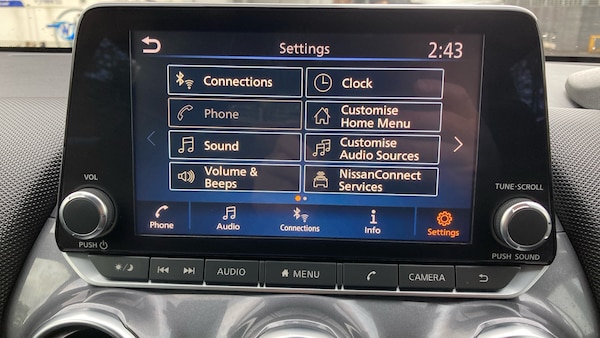 Settings
2:43
Connections
Clock
Phone
Customise
Home Menu
Sound
Customise
Audio Sources
Volume &
Beeps
NissanConnect
Services
VOL
TUNE·SCROLL
Phone
Audio
Connections
Info
Settings
PUSH
PUSH SOUND
AUDIO
MENU
CAMERA